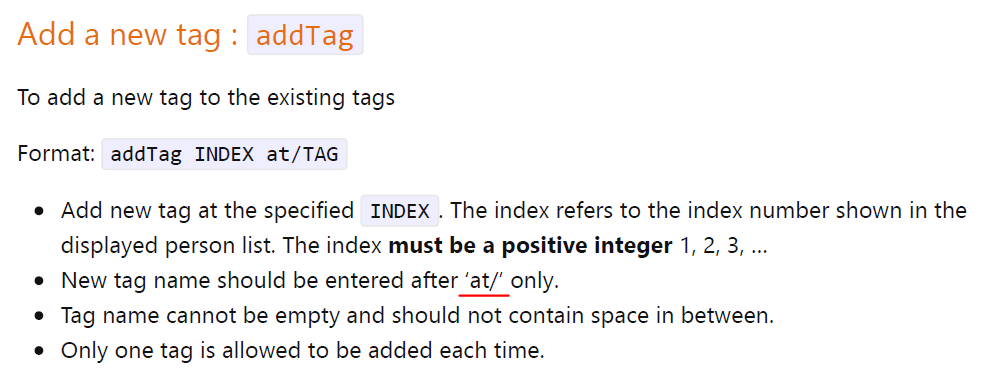 Add a new tag : addTag
To add a new tag to the existing tags
Format: addTag INDEX at/TAG
• Add new tag at the specified INDEX. The index refers to the index number shown in the
displayed person list. The index must be a positive integer 1, 2, 3, …
• New tag name should be entered after ‘at/’ only.
• Tag name cannot be empty and should not contain space in between.
• Only one tag is allowed to be added each time.